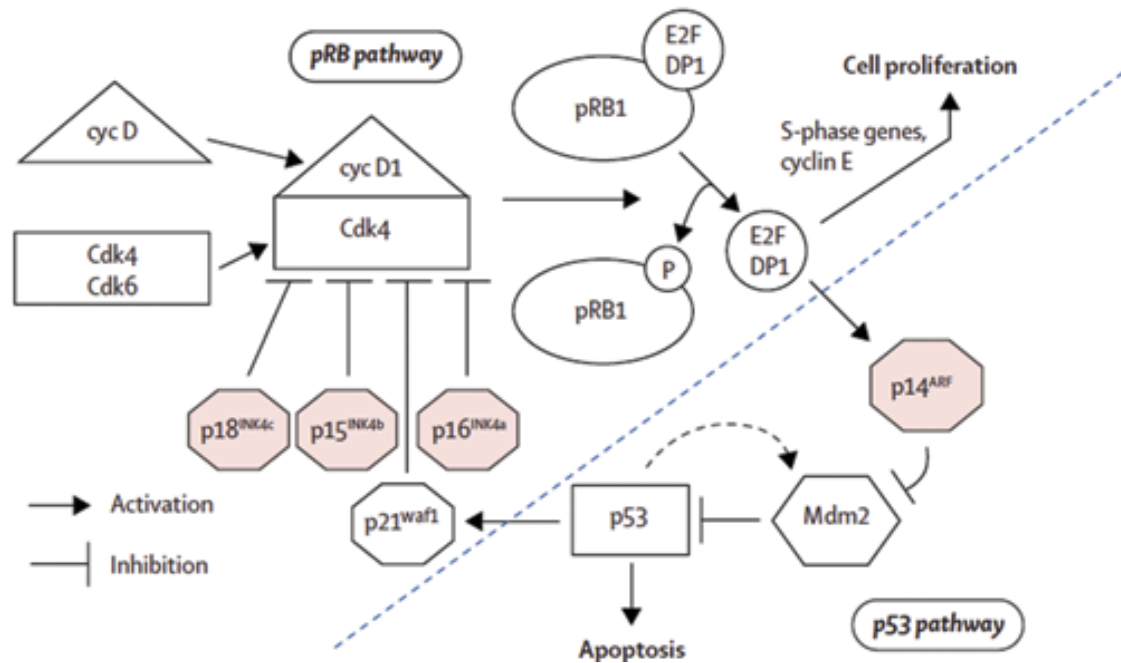 pRB pathway
E2F
DP1
pRB1
Cell proliferation
S-phase genes,
cyclin E
cyc D
cyc D1
Cdk4
Cdk4
Cdk6
P
pRB1
E2F
DP1
p14ARF
p18INK4c
p15INK4b
p16INK4a
Activation
p21waf1
p53
Mdm2
Inhibition
Apoptosis
p53 pathway